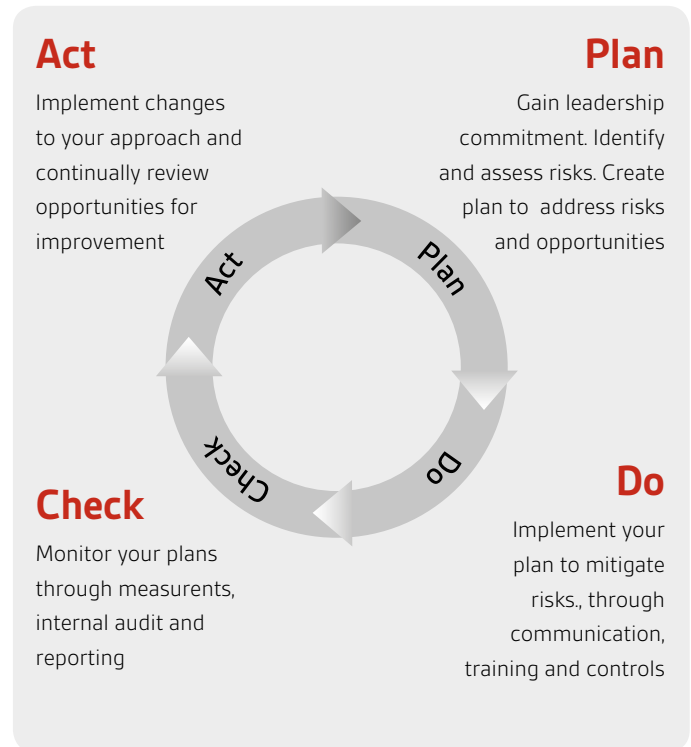 Act
Implement changes
to your approach and
continually review
opportunities for
improvement
Plan
Gain leadership
commitment. Identify
and assess risks. Create
plan to  address risks
and opportunities
Act
Plan
Check
Do
Check
Monitor your plans
through measurents,
internal audit and
reporting
Do
Implement your
plan to mitigate
risks., through
communication,
training and controls